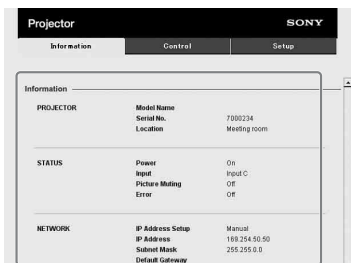 Projector SONY
Information Control Setup
Information
PROJECTOR Model Name
Serial No. 7000234
Location Meeting room
STATUS Power On
Input Input C
Picture Muting Off
Error Off
NETWORK IP Address Setup Manual
IP Address 169.254.50.50
Subnet Mask 255.255.0.0
Default Gateway